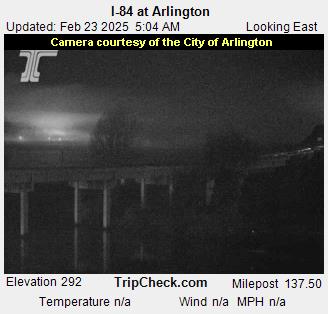 I-84 at Arlington
Updated: Feb 23 2025 5:04 AM Looking East
Camera courtesy of the City of Arlington
Elevation 292 TripCheck.com Milepost 137.50
Temperature n/a Wind n/a MPH n/a